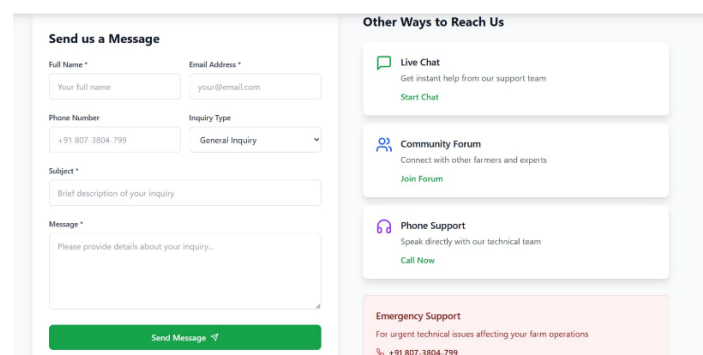 Send us a Message
Full Name *
Email Address *
Your full name
your@email.com
Phone Number
Inquiry Type
+91 807-3804-799
General Inquiry
Subject *
Brief description of your inquiry
Message *
Please provide details about your inquiry...
Send Message
Other Ways to Reach Us
Live Chat
Get instant help from our support team
Start Chat
Community Forum
Connect with other farmers and experts
Join Forum
Phone Support
Speak directly with our technical team
Call Now
Emergency Support
For urgent technical issues affecting your farm operations
+91 807-3804-799